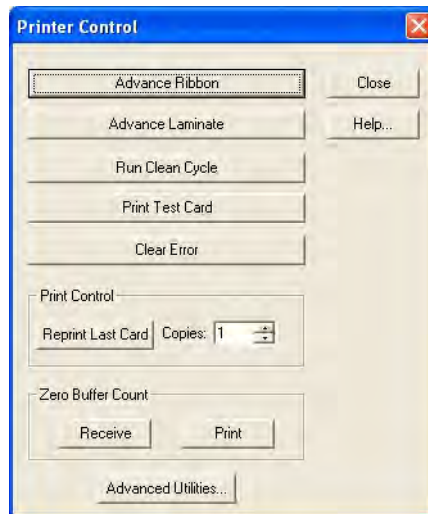 Printer Control
Advance Ribbon
Close
Advance Laminate
Help...
Run Clean Cycle
Print Test Card
Clear Error
Print Control
Reprint Last Card Copies: 1
Zero Buffer Count
Receive Print
Advanced Utilities...